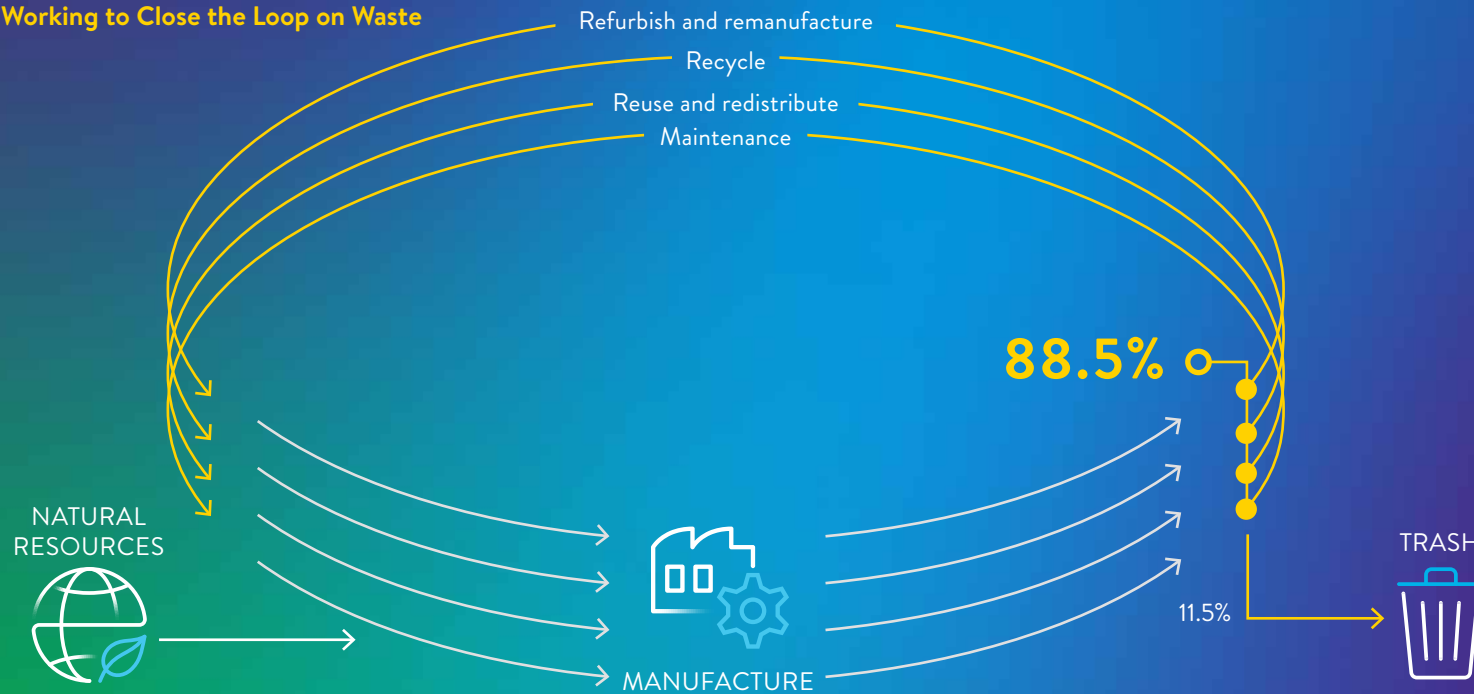 Working to Close the Loop on Waste
Refurbish and remanufacture
Recycle
Reuse and redistribute
Maintenance
88.5%
NATURAL
RESOURCES
MANUFACTURE
11.5%
TRASH